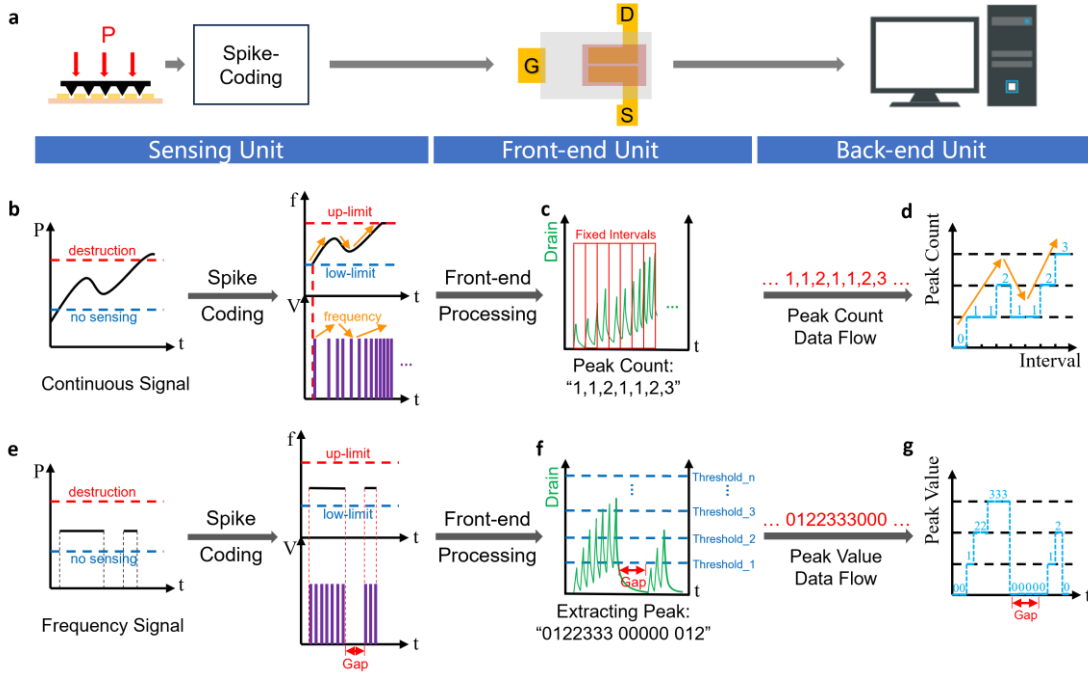 a
P
Spike-
Coding
G
D
S
Sensing Unit
Front-end Unit
Back-end Unit
b
P
destruction
no sensing
t
Continuous Signal
Spike
Coding
f
up-limit
low-limit
t
V
frequency
...
t
Front-end
Processing
c
Drain
Fixed Intervals
...
t
Peak Count:
“1,1,2,1,1,2,3”
... 1,1,2,1,1,2,3 ...
Peak Count
Data Flow
d
Peak Count
0
1
1
2
1
1
2
3
Interval
e
P
destruction
no sensing
t
Frequency Signal
Spike
Coding
f
up-limit
low-limit
t
V
t
Gap
Front-end
Processing
f
Drain
Threshold_n
...
...
Threshold_3
Threshold_2
Threshold_1
Gap
t
Extracting Peak:
“0122333 00000 012”
... 0122333000 ...
Peak Value
Data Flow
g
Peak Value
00
1
22
333
00000
1
2
0
t
Gap